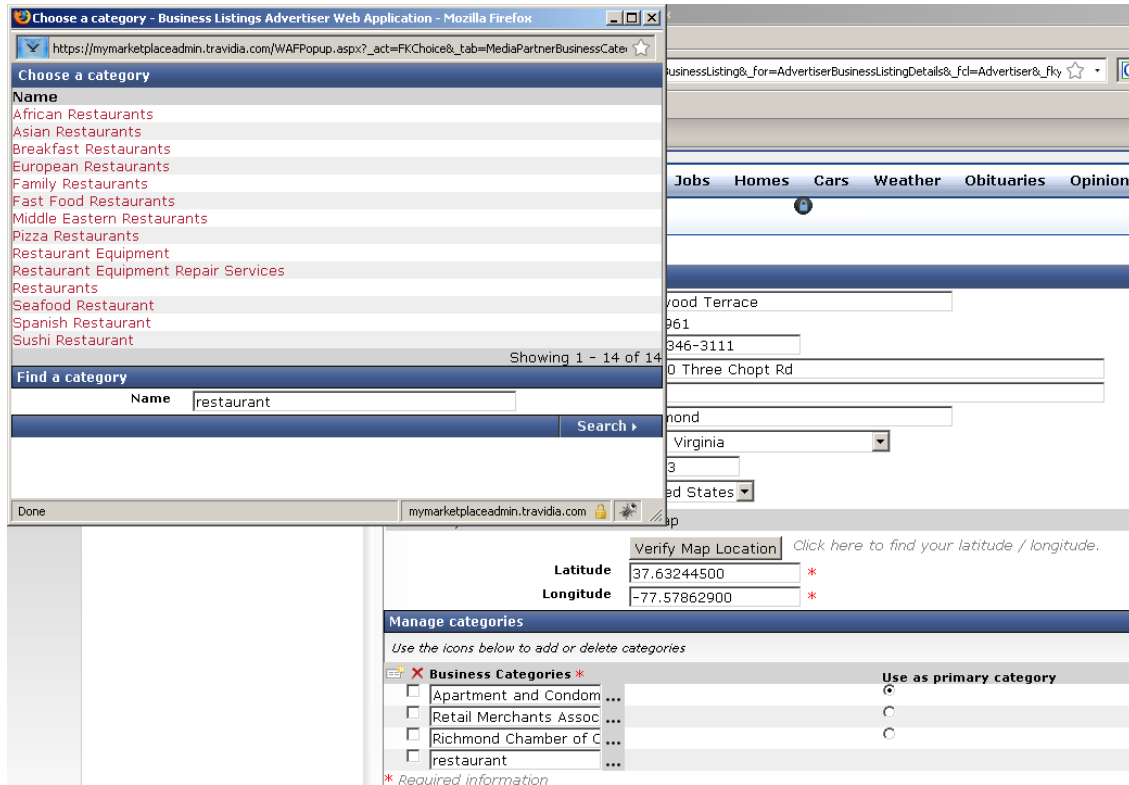 Choose a category - Business Listings Advertiser Web Application - Mozilla Firefox
https://mymarketplaceadmin.travidia.com/WAFPopup.aspx?_act=FKChoice&_tab=MediaPartnerBusinessCate
Choose a category
Name
African Restaurants
Asian Restaurants
Breakfast Restaurants
European Restaurants
Family Restaurants
Fast Food Restaurants
Middle Eastern Restaurants
Pizza Restaurants
Restaurant Equipment
Restaurant Equipment Repair Services
Restaurants
Seafood Restaurant
Spanish Restaurant
Sushi Restaurant
Showing 1 - 14 of 14
Find a category
Name restaurant
Search
Done mymarketplaceadmin.travidia.com
usinessListing&_for=AdvertiserBusinessListingDetails&_fcl=Advertiser&_fky
Jobs Homes Cars Weather Obituaries Opinion
wood Terrace
961
346-3111
0 Three Chopt Rd
mond
Virginia
3
ed States
ap
Verify Map Location Click here to find your latitude / longitude.
Latitude 37.63244500 *
Longitude -77.57862900 *
Manage categories
Use the icons below to add or delete categories
Business Categories * Use as primary category
Apartment and Condom ...
Retail Merchants Assoc ...
Richmond Chamber of C ...
restaurant ...
* Required information